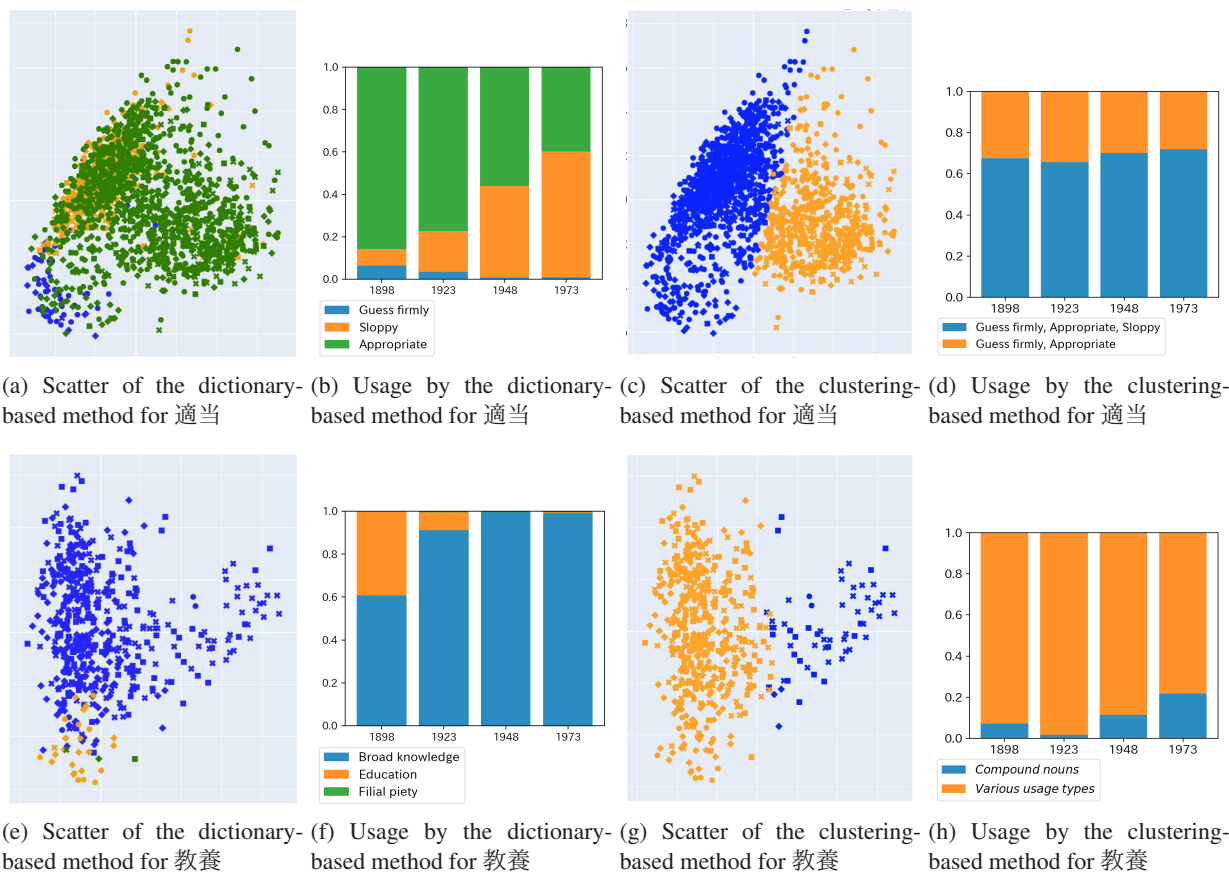 1.0
0.8
0.6
0.4
0.2
0.0
1898 1923 1948 1973
Guess firmly
Sloppy
Appropriate
1.0
0.8
0.6
0.4
0.2
0.0
1898 1923 1948 1973
Guess firmly, Appropriate, Sloppy
Guess firmly, Appropriate
(a) Scatter of the dictionary-
based method for 適当
(b) Usage by the dictionary-
based method for 適当
(c) Scatter of the clustering-
based method for 適当
(d) Usage by the clustering-
based method for 適当
1.0
0.8
0.6
0.4
0.2
0.0
1898 1923 1948 1973
Broad knowledge
Education
Filial piety
1.0
0.8
0.6
0.4
0.2
0.0
1898 1923 1948 1973
Compound nouns
Various usage types
(e) Scatter of the dictionary-
based method for 教養
(f) Usage by the dictionary-
based method for 教養
(g) Scatter of the clustering-
based method for 教養
(h) Usage by the clustering-
based method for 教養